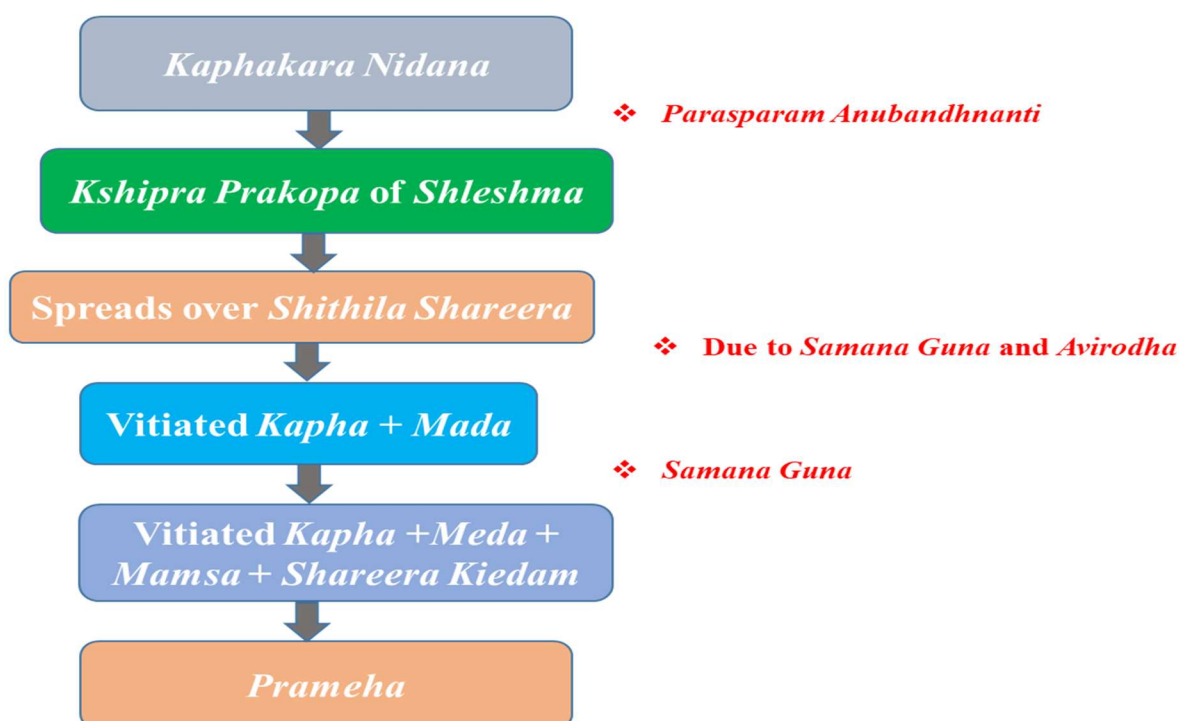 Kaphakara Nidana
❖ Parasparam Anubandhnanti
Kshipra Prakopa of Shleshma
Spreads over Shithila Shareera
❖ Due to Samana Guna and Avirodha
Vitiated Kapha + Mada
❖ Samana Guna
Vitiated Kapha +Meda +
Mamsa + Shareera Kiedam
Prameha